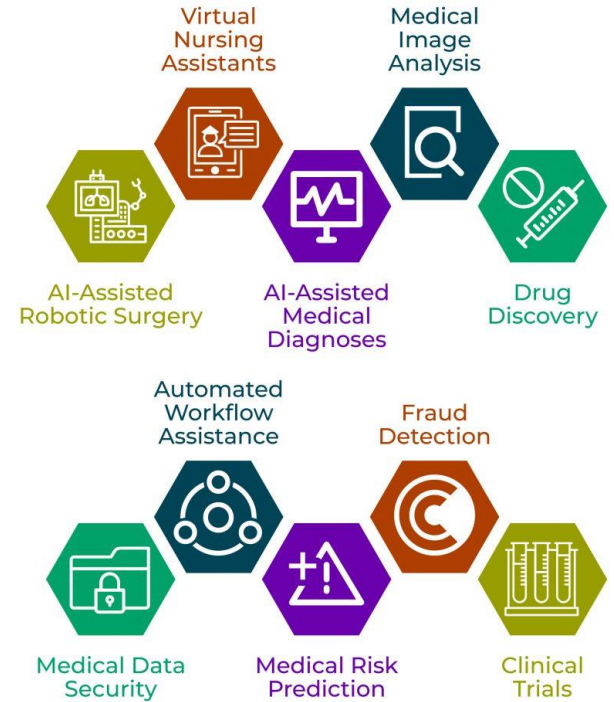 Virtual
Nursing
Assistants
Medical
Image
Analysis
AI-Assisted
Robotic Surgery
AI-Assisted
Medical
Diagnoses
Drug
Discovery
Automated
Workflow
Assistance
Fraud
Detection
Medical Data
Security
Medical Risk
Prediction
Clinical
Trials